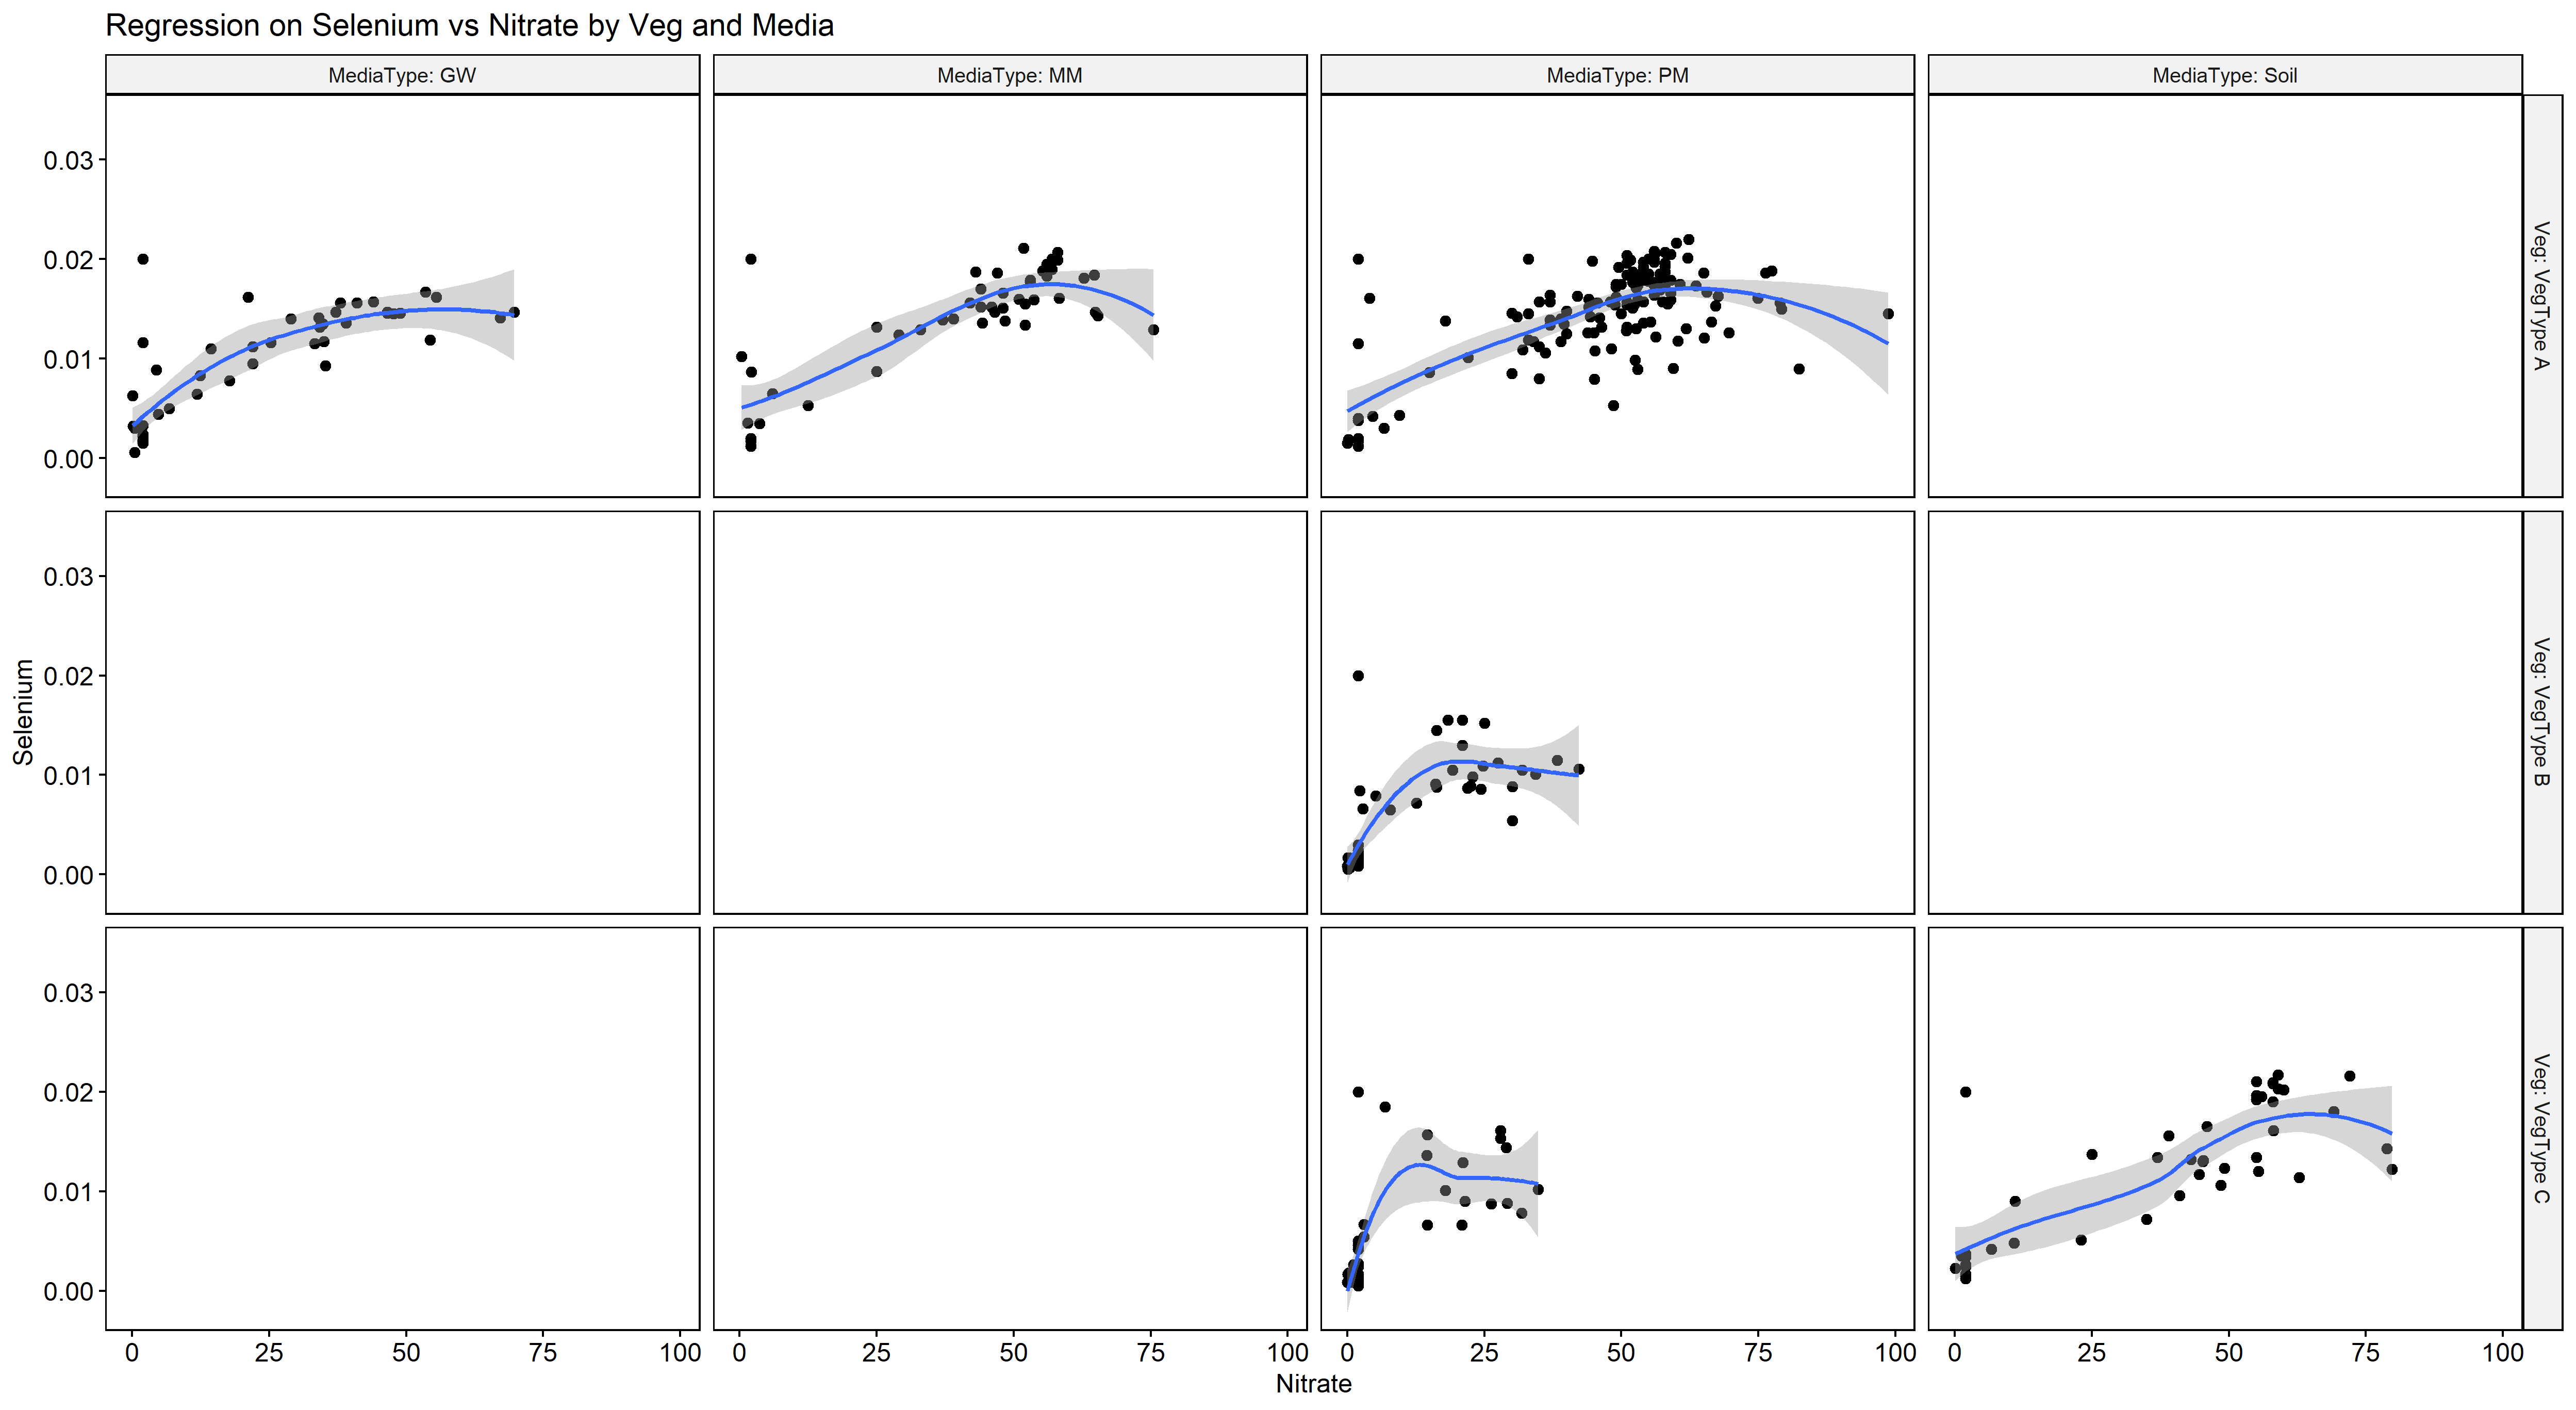 Regression on Selenium vs Nitrate by Veg and Media
MediaType: GW
MediaType: MM
MediaType: PM
MediaType: Soil
0.03
0.02
0.01
0.00
Veg: VegType A
0.03
0.02
0.01
0.00
Veg: VegType B
0.03
0.02
0.01
0.00
Veg: VegType C
Selenium
0 25 50 75 100
0 25 50 75 100
0 25 50 75 100
0 25 50 75 100
Nitrate